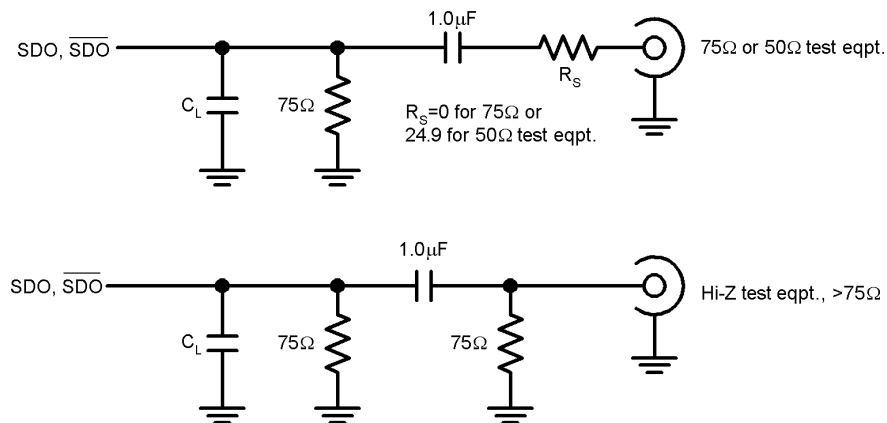 1.0μF
SDO, SDO
75Ω or 50Ω test eqpt.
R_S
C_L
75Ω
R_S=0 for 75Ω or
24.9 for 50Ω test eqpt.
1.0μF
SDO, SDO
Hi-Z test eqpt., >75Ω
C_L
75Ω
75Ω